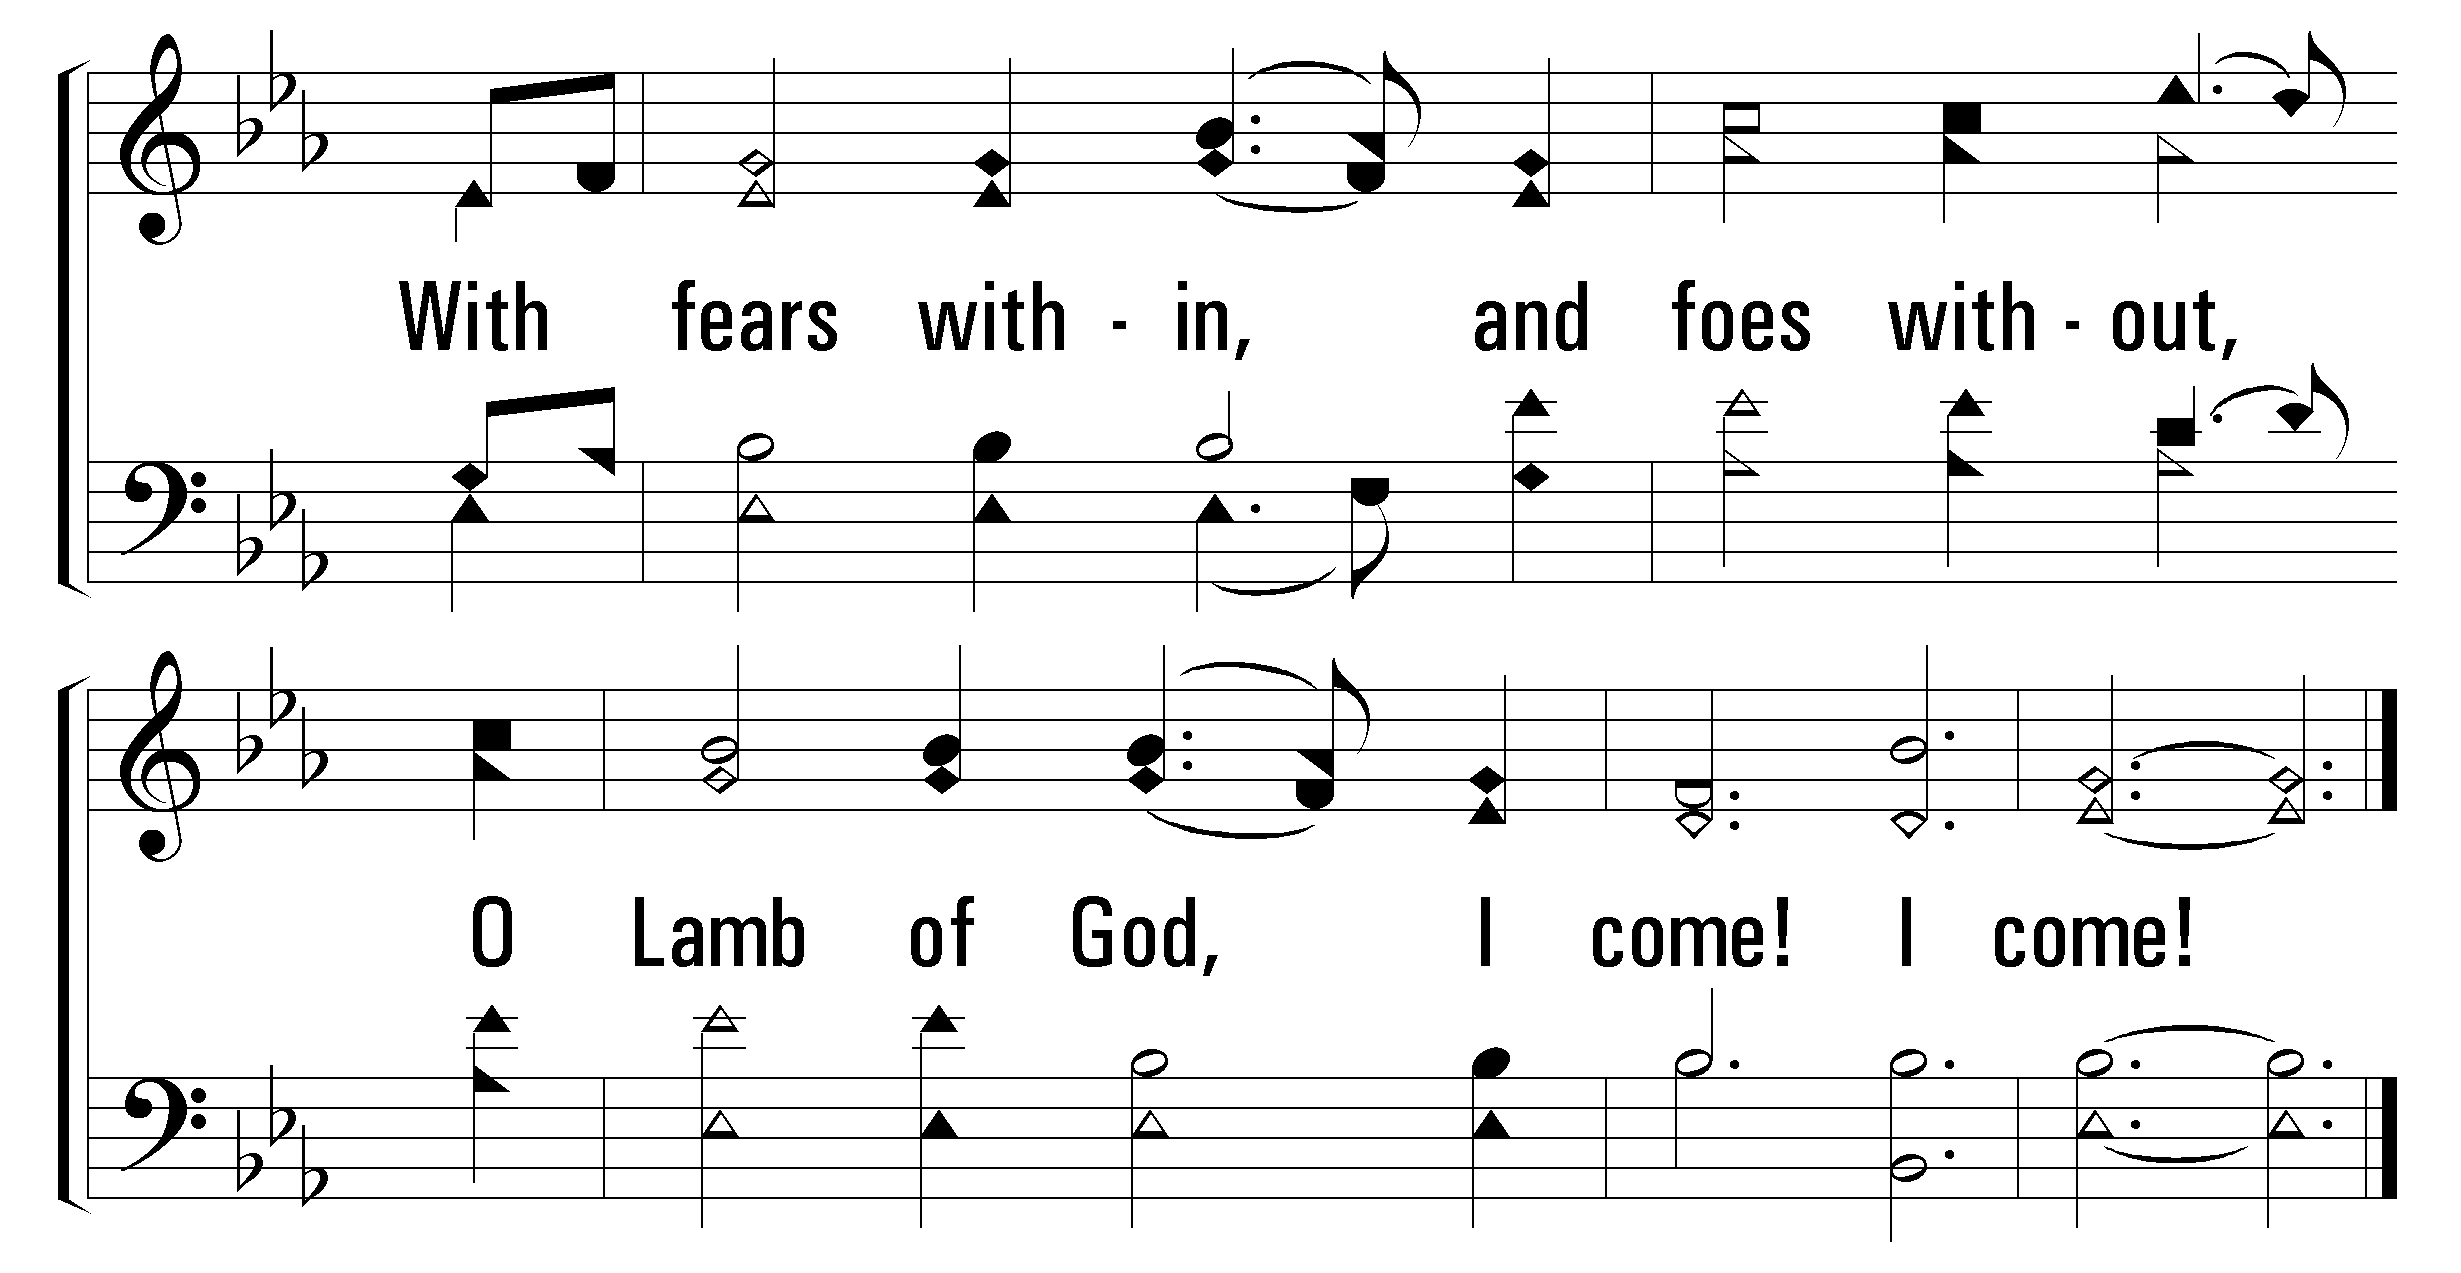 With fears with - in, and foes with - out,
O Lamb of God, I come! I come!